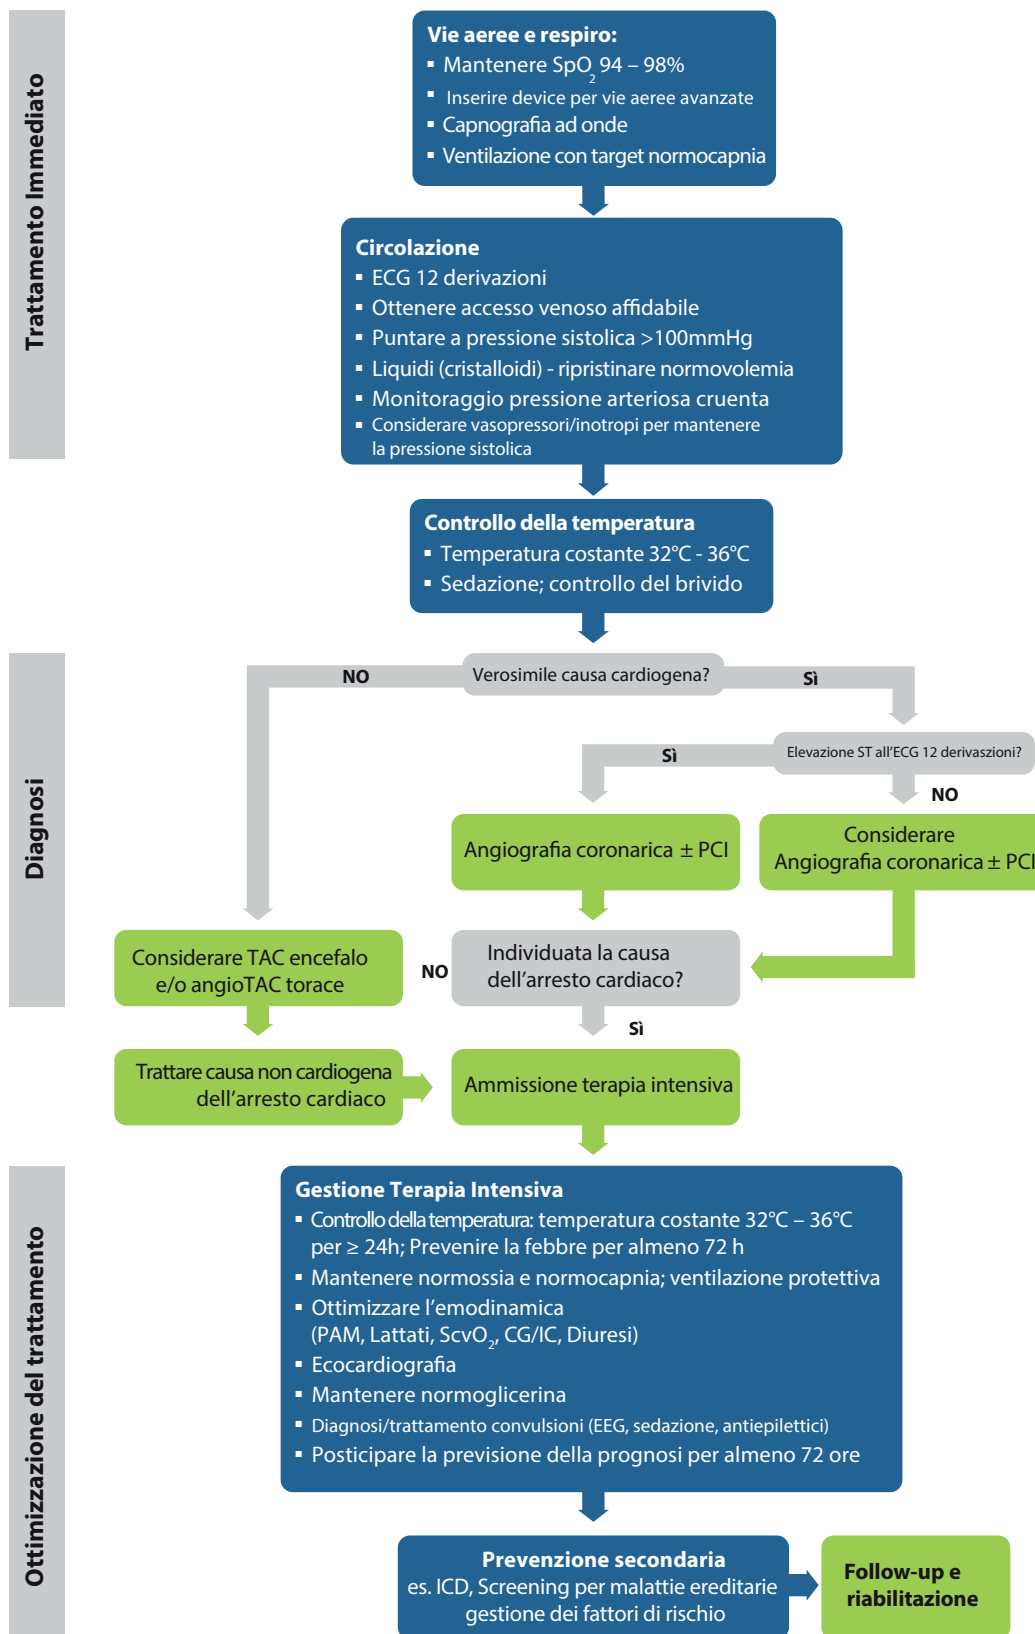 Trattamento Immediato
Vie aeree e respiro:
▪ Mantenere SpO2 94 – 98%
▪ Inserire device per vie aeree avanzate
▪ Capnografia ad onde
▪ Ventilazione con target normocapnia
Circolazione
▪ ECG 12 derivazioni
▪ Ottenere accesso venoso affidabile
▪ Puntare a pressione sistolica >100mmHg
▪ Liquidi (cristalloidi) - ripristinare normovolemia
▪ Monitoraggio pressione arteriosa cruenta
▪ Considerare vasopressori/inotropi per mantenere
la pressione sistolica
Controllo della temperatura
▪ Temperatura costante 32°C - 36°C
▪ Sedazione; controllo del brivido
Diagnosi
Verosimile causa cardiogena?
NO
Sì
Elevazione ST all'ECG 12 derivaszioni?
Sì
NO
Angiografia coronarica ± PCI
Considerare
Angiografia coronarica ± PCI
Considerare TAC encefalo
e/o angioTAC torace
NO
Individuata la causa
dell'arresto cardiaco?
Sì
Trattare causa non cardiogena
dell'arresto cardiaco
Ammissione terapia intensiva
Ottimizzazione del trattamento
Gestione Terapia Intensiva
▪ Controllo della temperatura: temperatura costante 32°C – 36°C
per ≥ 24h; Prevenire la febbre per almeno 72 h
▪ Mantenere normossia e normocapnia; ventilazione protettiva
▪ Ottimizzare l'emodinamica
(PAM, Lattati, ScvO2, CG/IC, Diuresi)
▪ Ecocardiografia
▪ Mantenere normoglicerina
▪ Diagnosi/trattamento convulsioni (EEG, sedazione, antiepilettici)
▪ Posticipare la previsione della prognosi per almeno 72 ore
Prevenzione secondaria
es. ICD, Screening per malattie ereditarie
gestione dei fattori di rischio
Follow-up e
riabilitazione